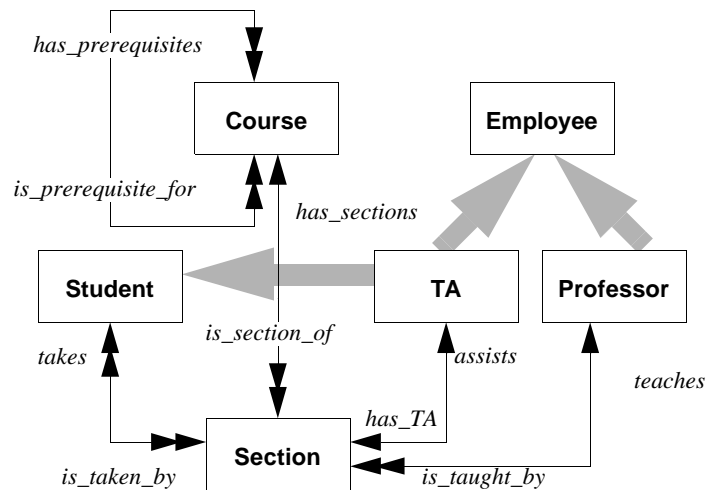 has_prerequisites
Course
Employee
is_prerequisite_for
has_sections
Student
TA
Professor
is_section_of
takes
assists
teaches
has_TA
Section
is_taken_by
is_taught_by